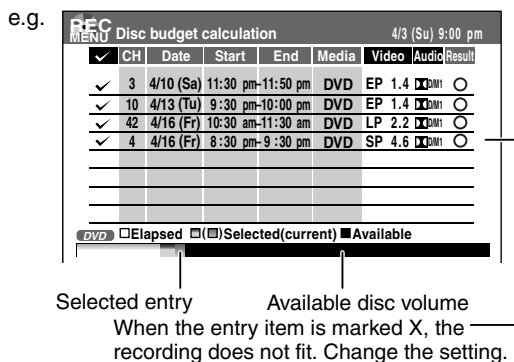 e.g.
REC MENU Disc budget calculation 4/3 (Su) 9:00 pm
✓ CH Date Start End Media Video Audio Result
✓ 3 4/10 (Sa) 11:30 pm-11:50 pm DVD EP 1.4 D/M1 ○
✓ 10 4/13 (Tu) 9:30 pm-10:00 pm DVD EP 1.4 D/M1 ○
✓ 42 4/16 (Fr) 10:30 am-11:30 am DVD LP 2.2 D/M1 ○
✓ 4 4/16 (Fr) 8:30 pm-9:30 pm DVD SP 4.6 D/M1 ○
DVD □Elapsed ■(■)Selected(current) ■Available
Selected entry Available disc volume
When the entry item is marked X, the
recording does not fit. Change the setting.